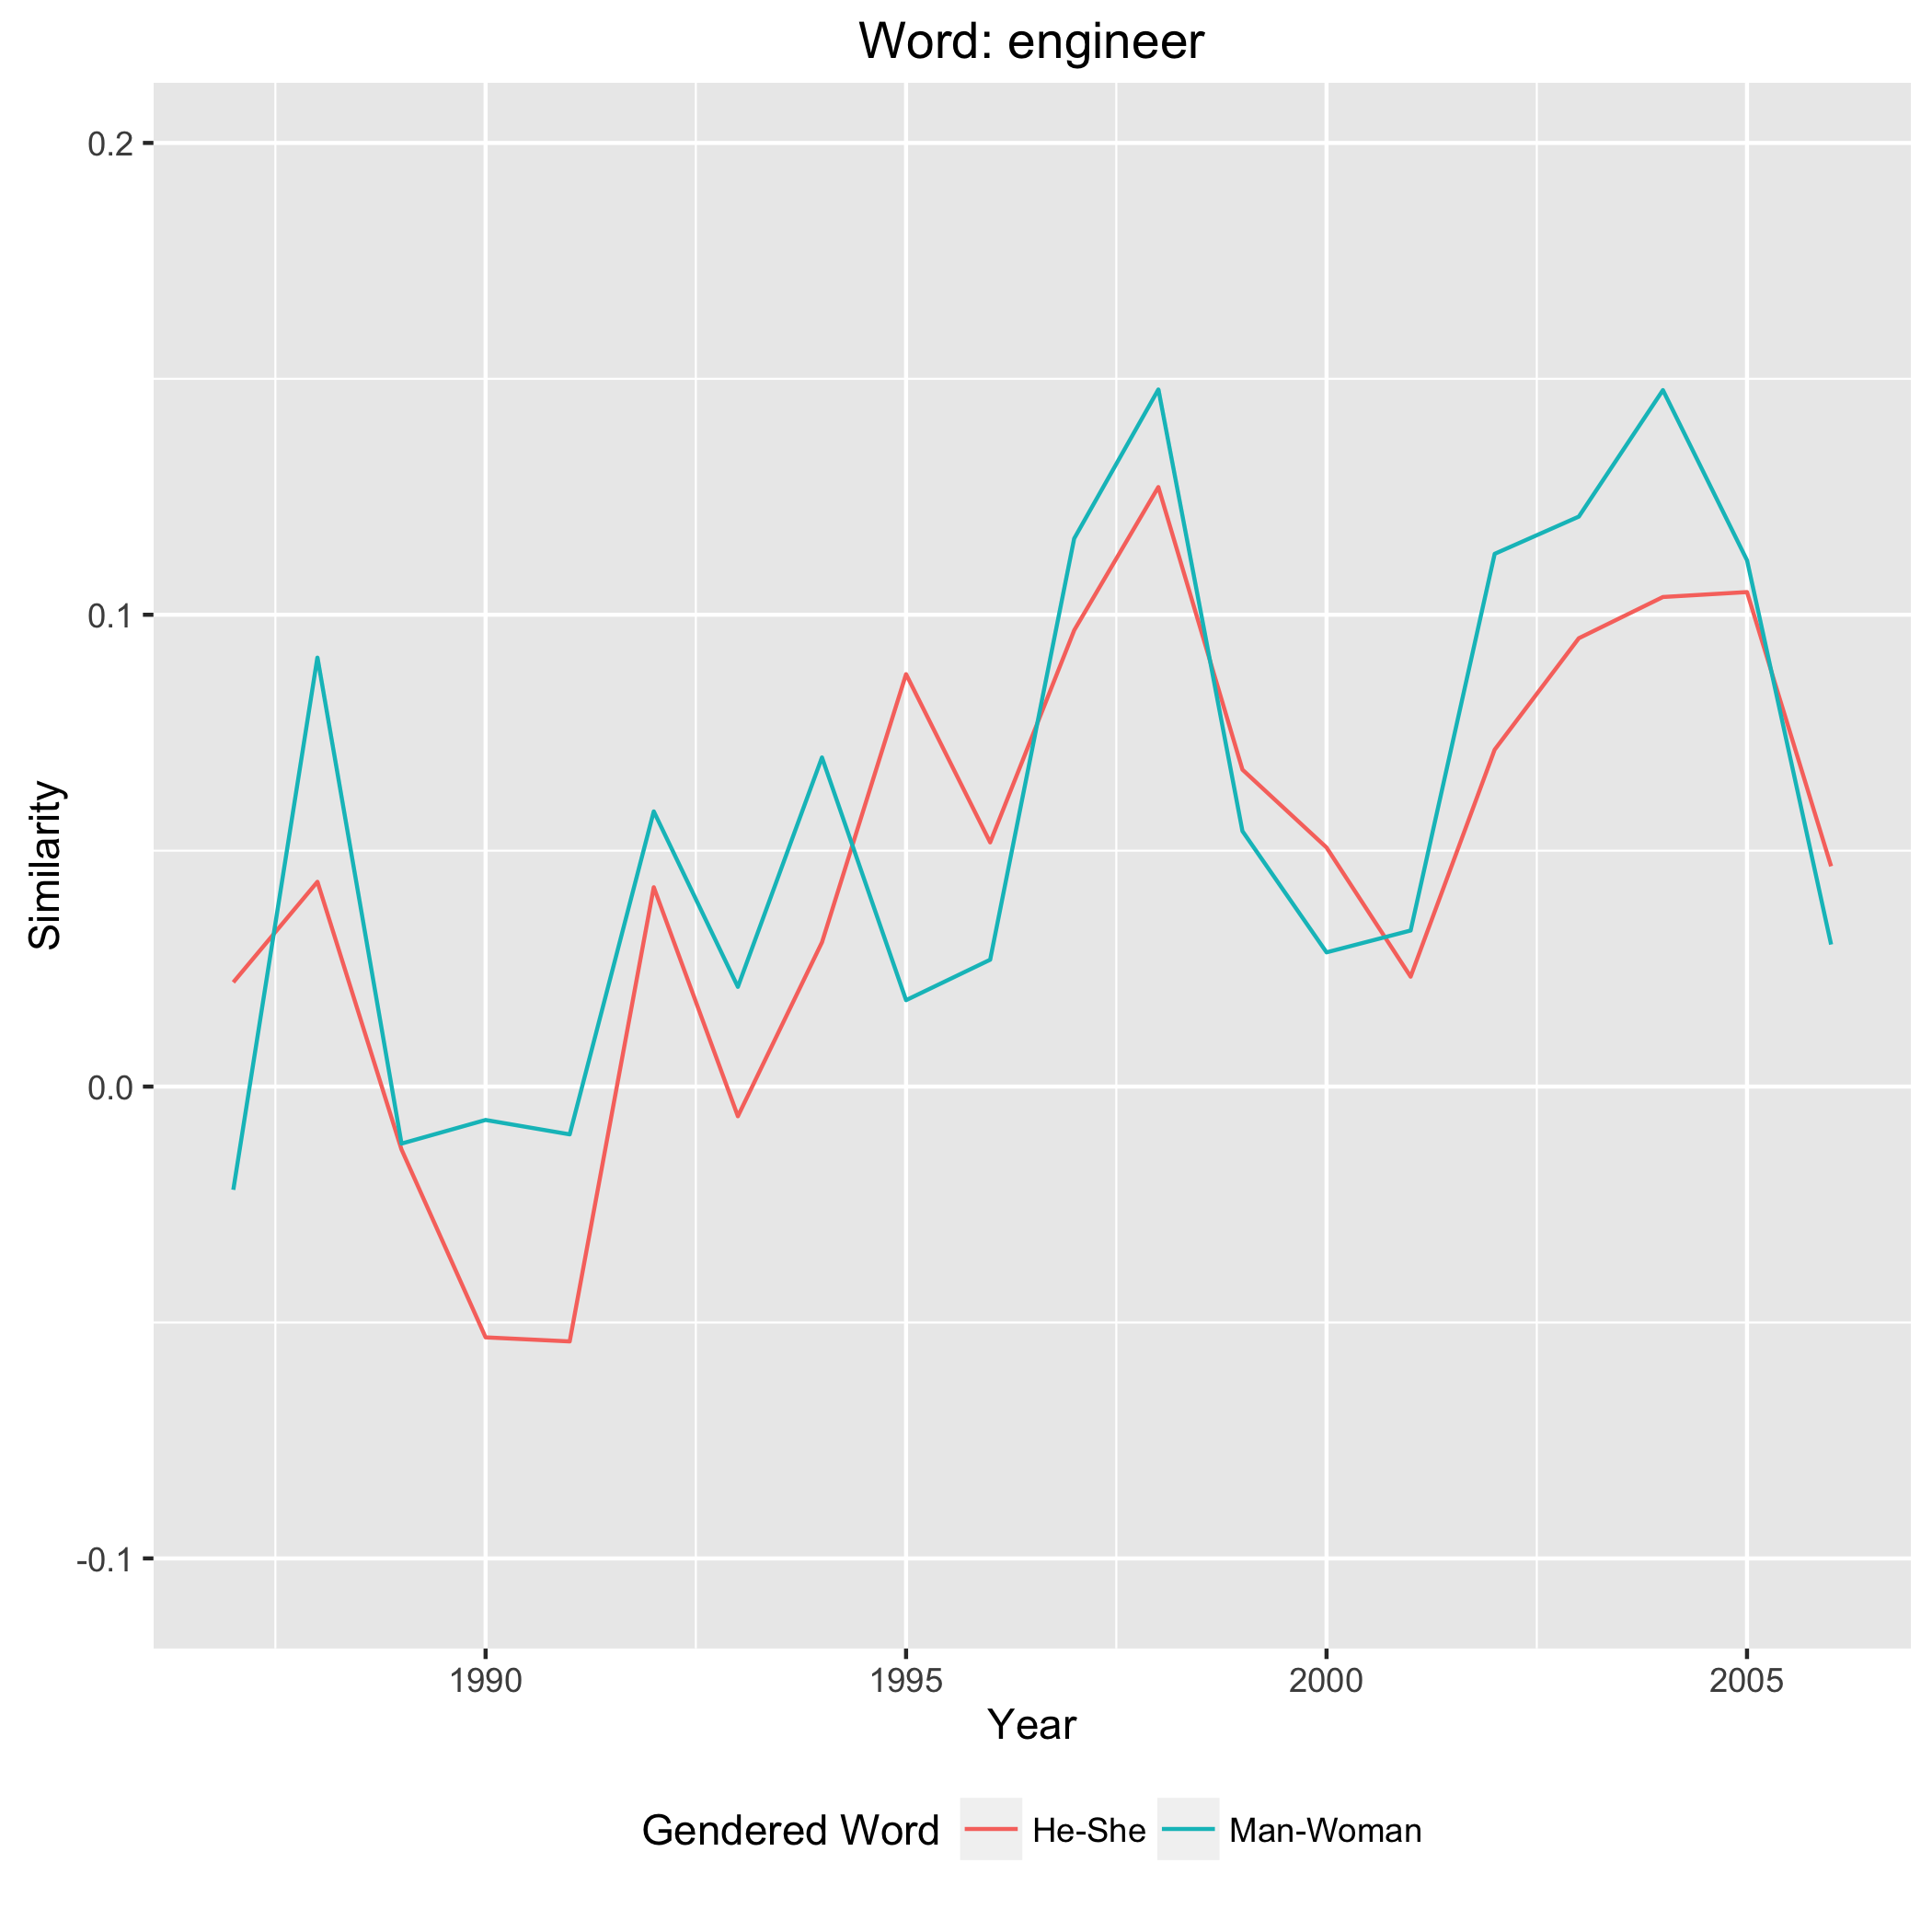 Word: engineer
0.2
0.1
0.0
-0.1
Similarity
1990 1995 2000 2005
Year
Gendered Word He-She Man-Woman